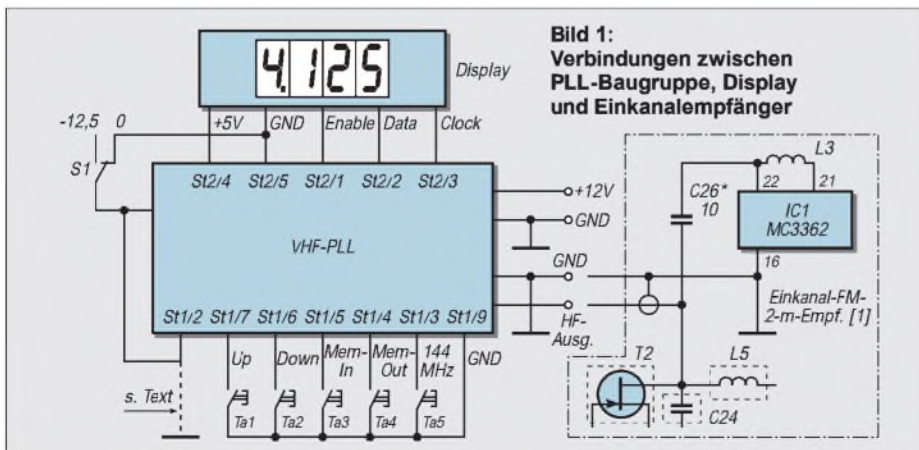 Bild 1:
Verbindungen zwischen
PLL-Baugruppe, Display
und Einkanalempfänger
4.125
Display
-12,5 0
+5V GND Enable Data Clock
S1
St2/4 St2/5 St2/1 St2/2 St2/3
VHF-PLL
+12V
GND
GND
HF-
Ausg.
St1/2 St1/7 St1/6 St1/5 St1/4 St1/3 St1/9
Up Down Mem-
In Mem-
Out 144
MHz GND
s. Text
Ta1 Ta2 Ta3 Ta4 Ta5
L3
C26*
10
22 21
IC1
MC3362
16
Einkanal-FM-
2-m-Empf. [1]
T2
L5
C24